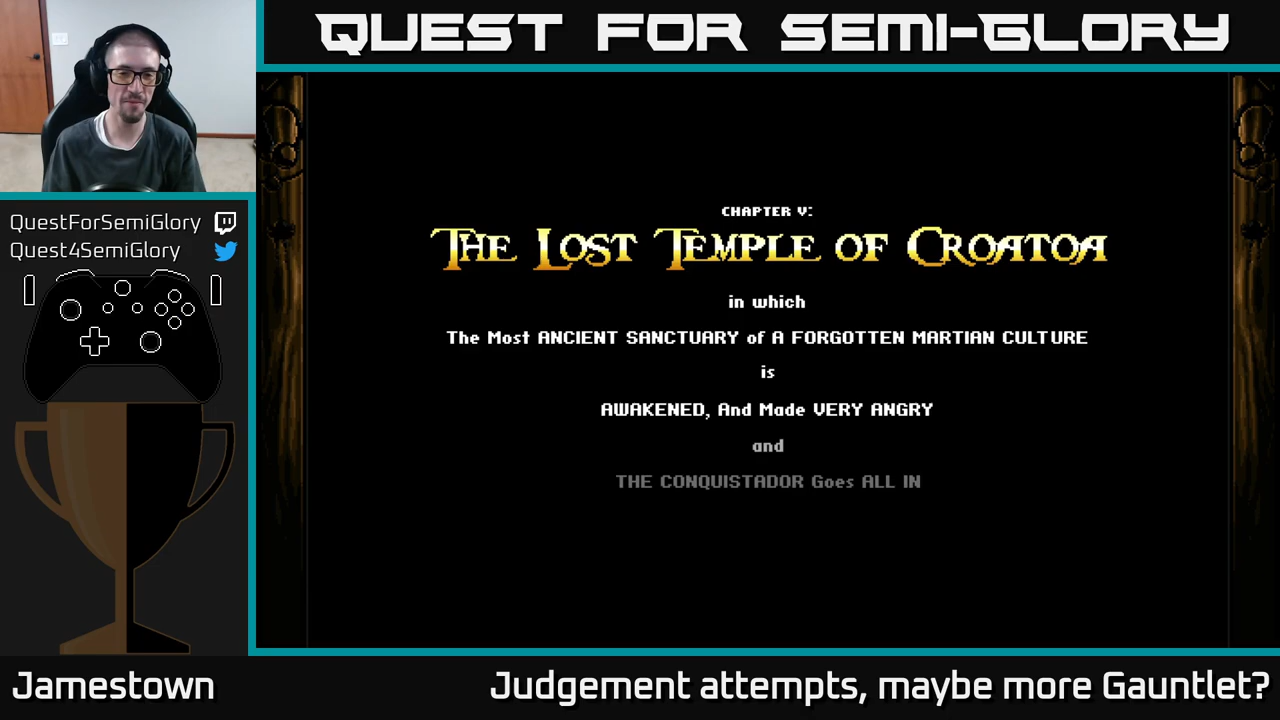 QUEST FOR SEMI-GLORY
QuestForSemiGlory
Quest4SemiGlory
CHAPTER V:
THE LOST TEMPLE OF CROATOA
in which
The Most ANCIENT SANCTUARY of A FORGOTTEN MARTIAN CULTURE
is
AWAKENED, And Made VERY ANGRY
and
THE CONQUISTADOR Goes ALL IN
Jamestown
Judgement attempts, maybe more Gauntlet?